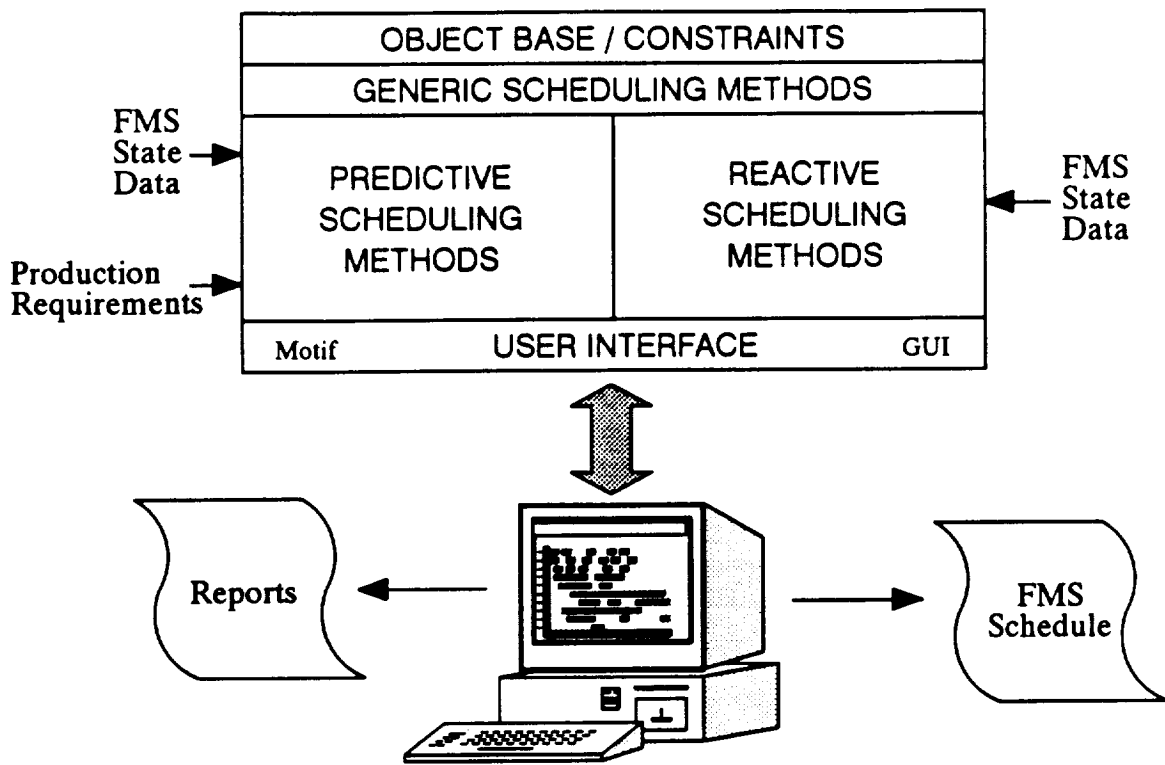 OBJECT BASE / CONSTRAINTS
GENERIC SCHEDULING METHODS
FMS
State
Data
Production
Requirements
PREDICTIVE
SCHEDULING
METHODS
REACTIVE
SCHEDULING
METHODS
FMS
State
Data
Motif USER INTERFACE GUI
Reports
FMS
Schedule